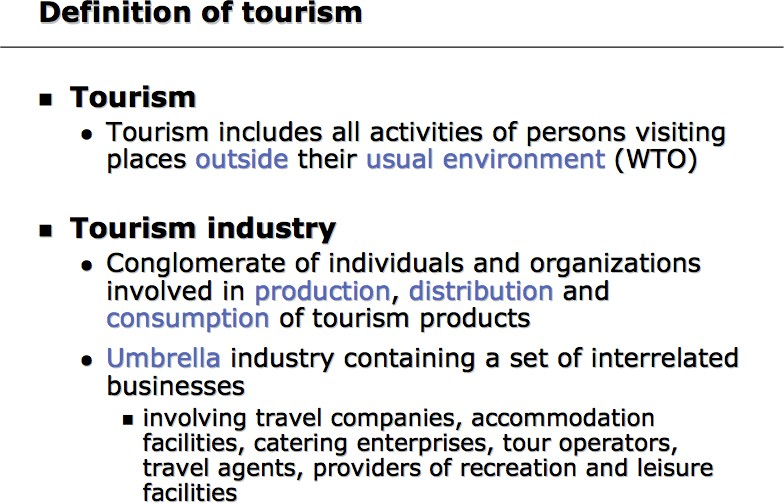 Definition of tourism
Tourism
Tourism includes all activities of persons visiting
places outside their usual environment (WTO)
Tourism industry
Conglomerate of individuals and organizations
involved in production, distribution and
consumption of tourism products
Umbrella industry containing a set of interrelated
businesses
involving travel companies, accommodation
facilities, catering enterprises, tour operators,
travel agents, providers of recreation and leisure
facilities